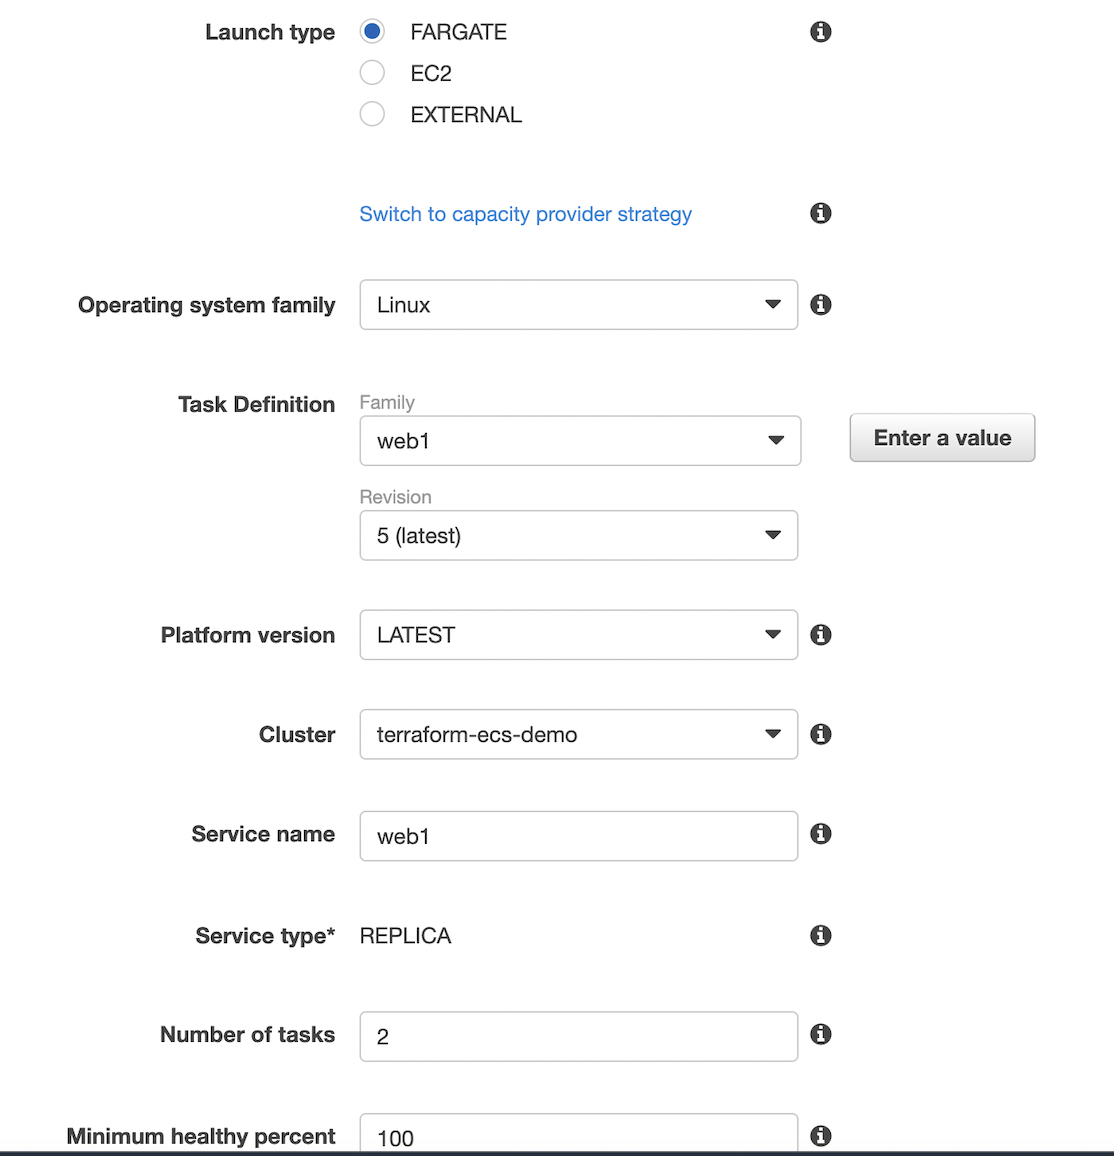 Launch type FARGATE
EC2
EXTERNAL
Switch to capacity provider strategy
Operating system family Linux
Task Definition Family
web1 Enter a value
Revision
5 (latest)
Platform version LATEST
Cluster terraform-ecs-demo
Service name web1
Service type* REPLICA
Number of tasks 2
Minimum healthy percent 100